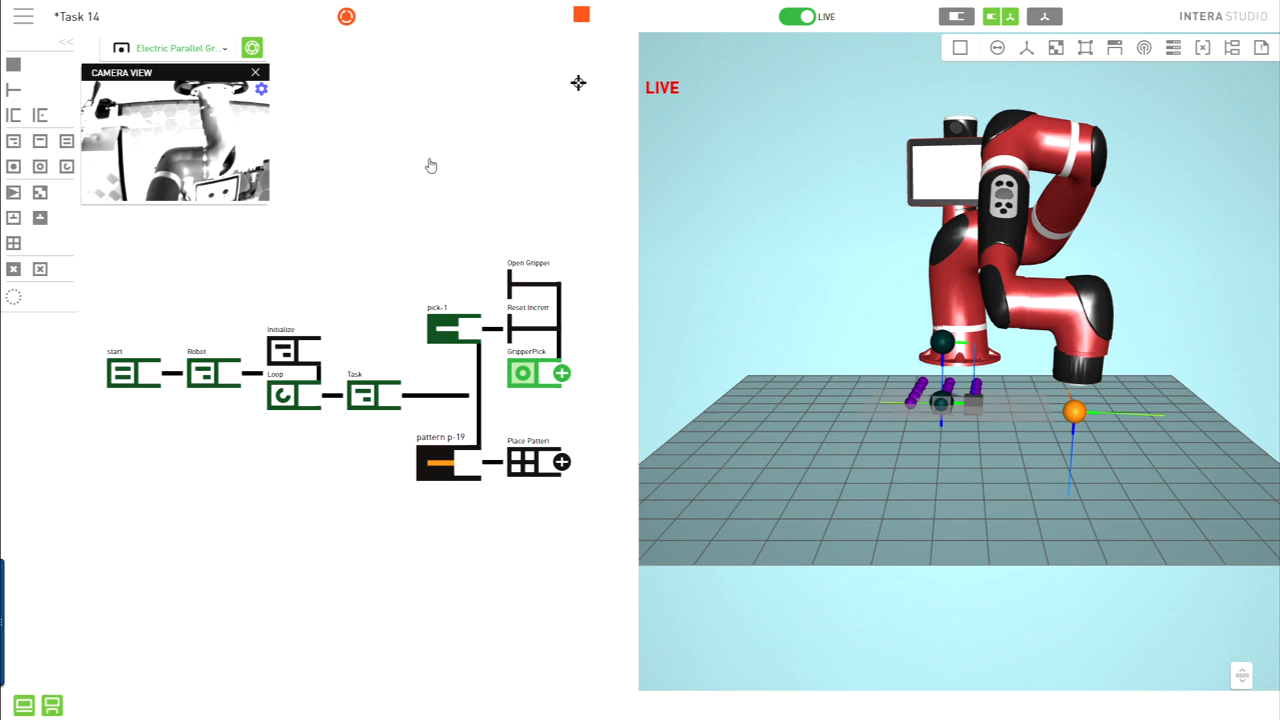 *Task 14
LIVE
INTERA STUDIO
<<
Electric Parallel Gr...
CAMERA VIEW
LIVE
Open Gripper
pick-1
Reset Increm
Initialize
start
Robot
GripperPick
Loop
Task
pattern p-19
Place Pattern